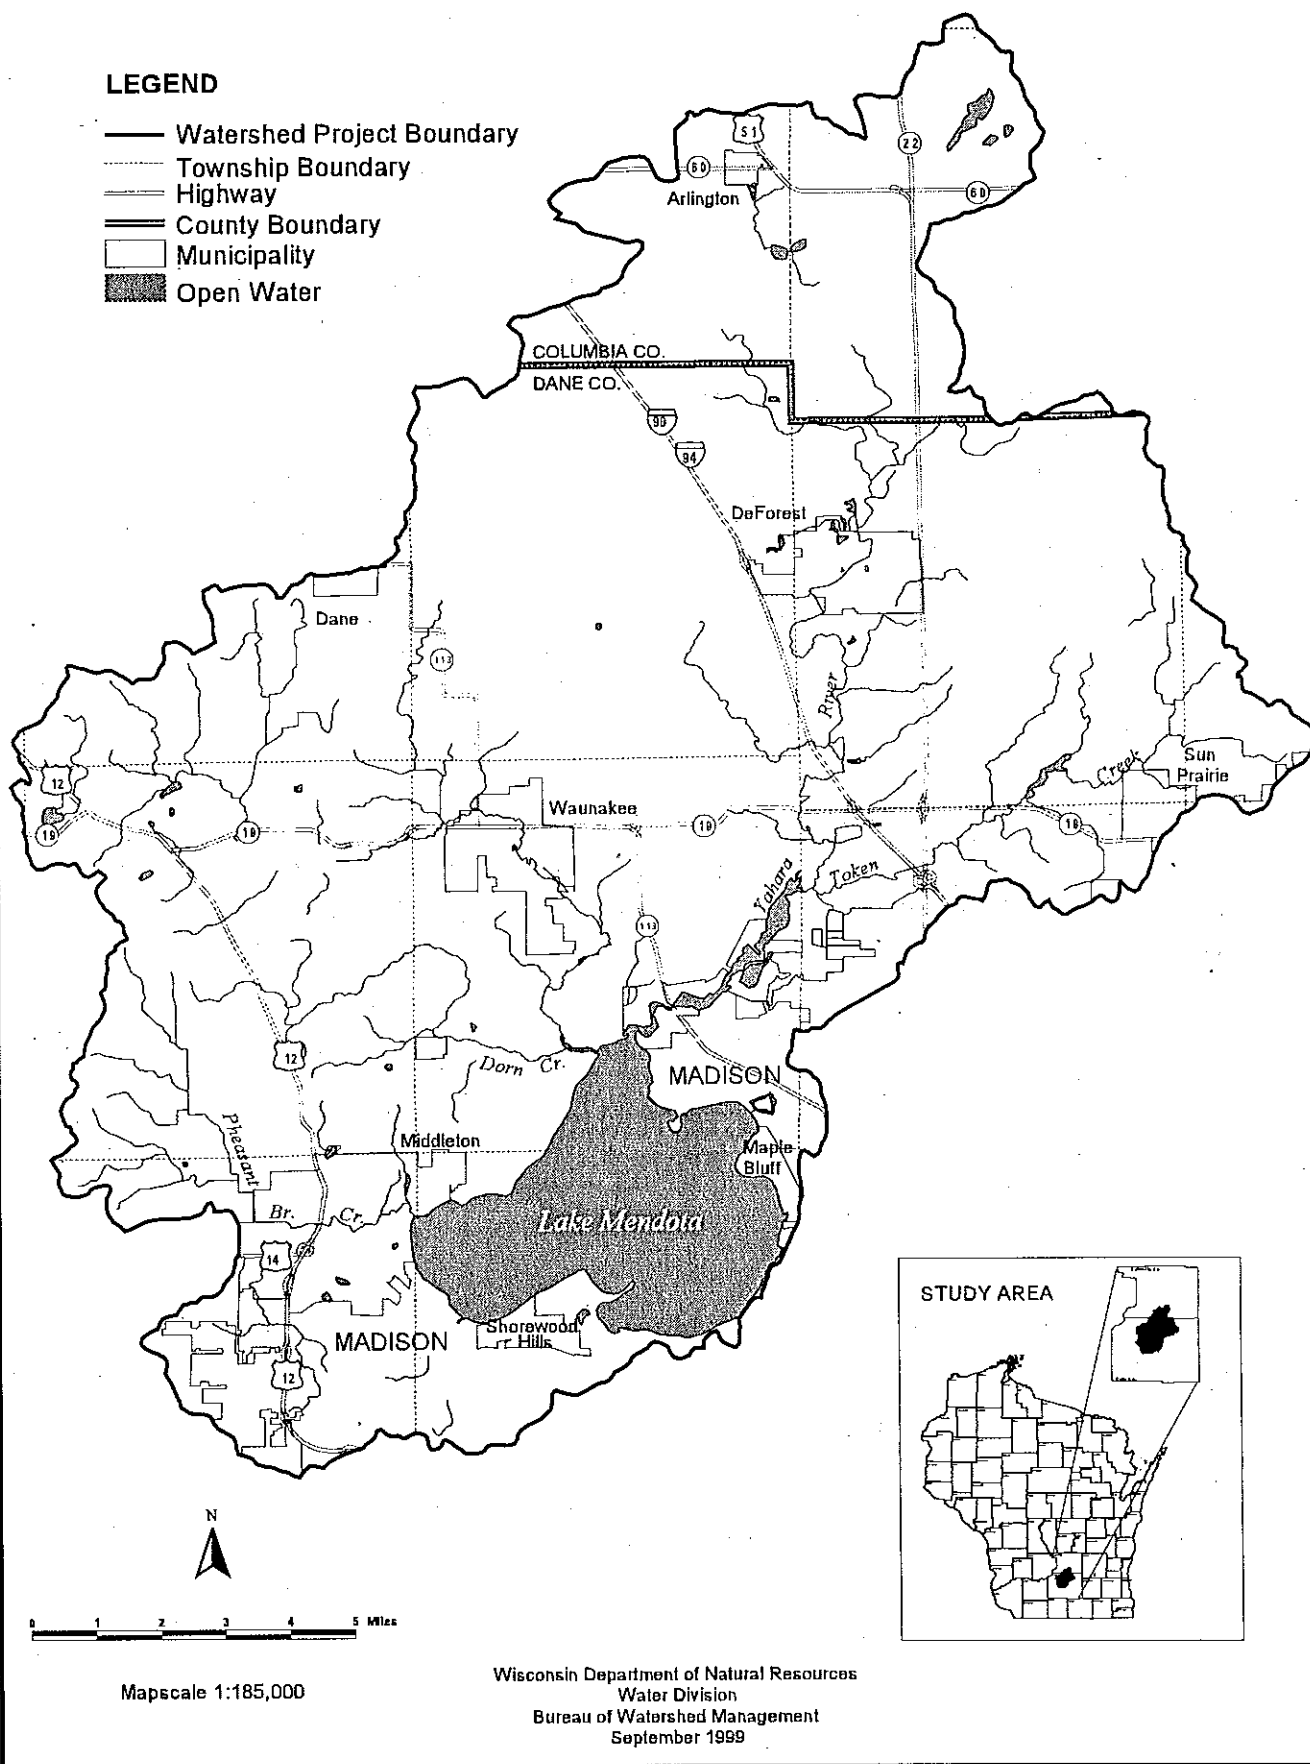 LEGEND
Watershed Project Boundary
Township Boundary
Highway
County Boundary
Municipality
Open Water
51
22
60
60
Arlington
COLUMBIA CO.
DANE CO.
90
94
DeForest
Dane
113
River
Creek
Sun
Prairie
12
Waunakee
19
19
19
19
Yahara
Token
113
12
Dorn Cr.
MADISON
Pheasant
Middleton
Maple
Bluff
Br. Cr.
Lake Mendota
14
STUDY AREA
Shorewood
Hills
MADISON
12
N
0 1 2 3 4 5 Miles
Mapscale 1:185,000
Wisconsin Department of Natural Resources
Water Division
Bureau of Watershed Management
September 1999